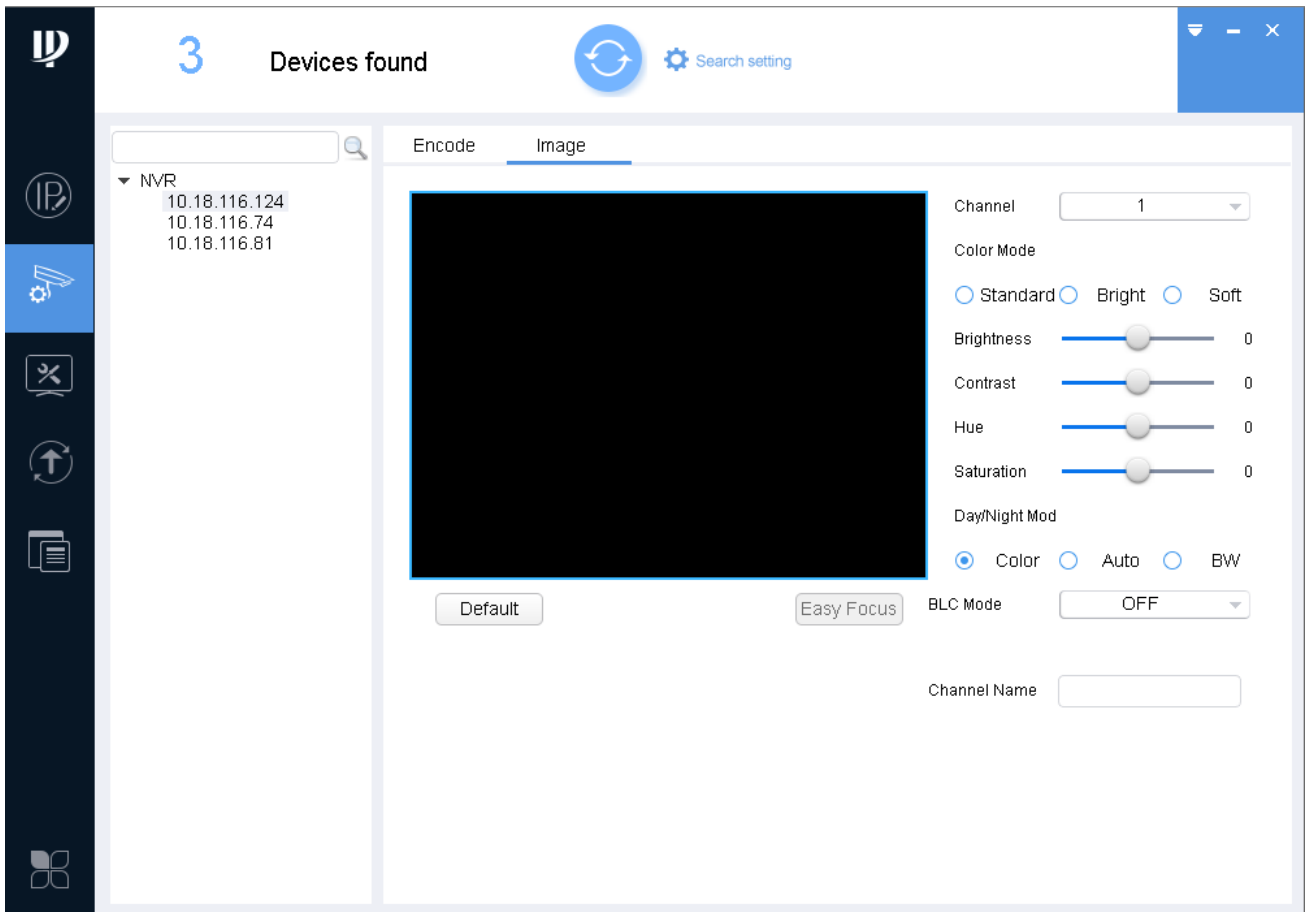 3 Devices found Search setting
Encode Image
NVR
10.18.116.124
10.18.116.74
10.18.116.81
Channel 1
Color Mode
Standard Bright Soft
Brightness 0
Contrast 0
Hue 0
Saturation 0
Day/Night Mod
Color Auto BW
Default Easy Focus BLC Mode OFF
Channel Name
IP